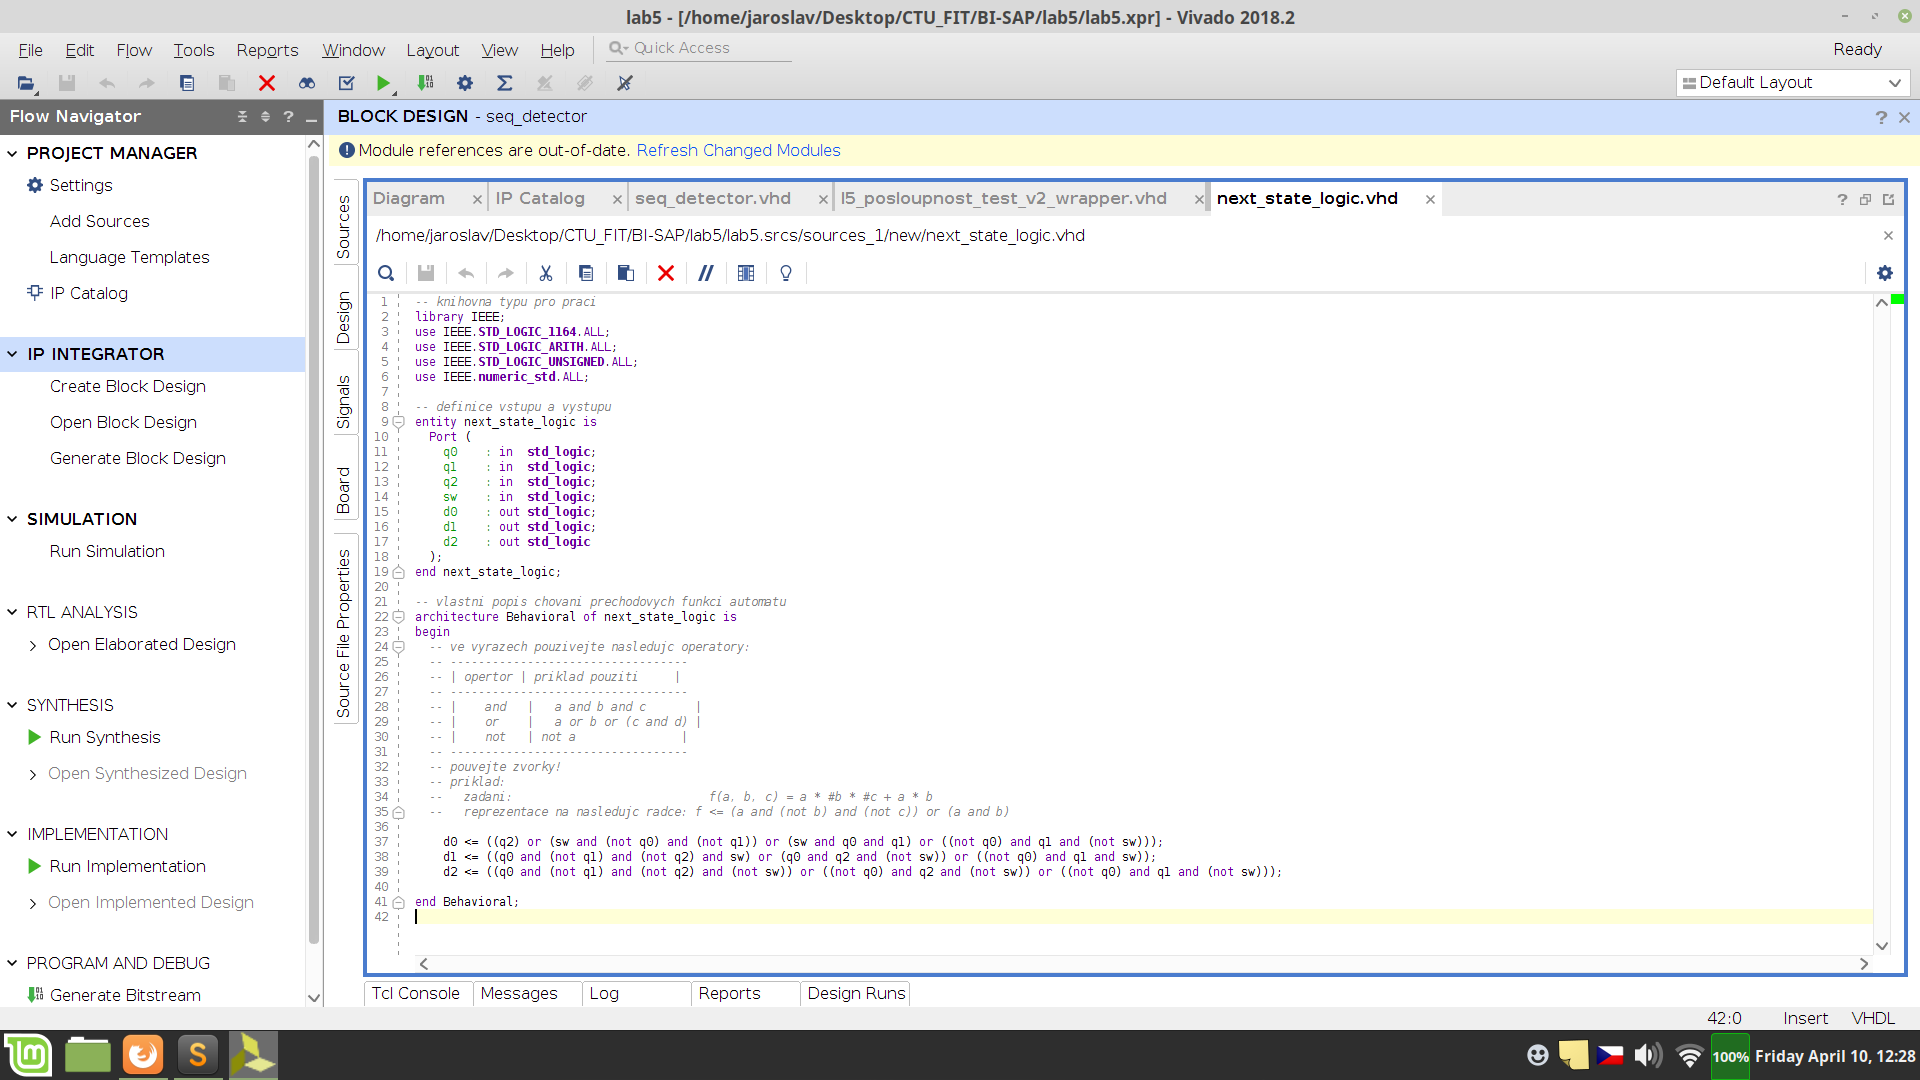 lab5 - [/home/jaroslav/Desktop/CTU_FIT/BI-SAP/lab5/lab5.xpr] - Vivado 2018.2
File Edit Flow Tools Reports Window Layout View Help Quick Access Ready
Default Layout
Flow Navigator
PROJECT MANAGER
Settings
Add Sources
Language Templates
IP Catalog
IP INTEGRATOR
Create Block Design
Open Block Design
Generate Block Design
SIMULATION
Run Simulation
RTL ANALYSIS
Open Elaborated Design
SYNTHESIS
Run Synthesis
Open Synthesized Design
IMPLEMENTATION
Run Implementation
Open Implemented Design
PROGRAM AND DEBUG
Generate Bitstream
BLOCK DESIGN - seq_detector
Module references are out-of-date. Refresh Changed Modules
Sources
Design
Signals
Board
Source File Properties
Diagram IP Catalog seq_detector.vhd l5_posloupnost_test_v2_wrapper.vhd next_state_logic.vhd
/home/jaroslav/Desktop/CTU_FIT/BI-SAP/lab5/lab5.srcs/sources_1/new/next_state_logic.vhd
1 -- knihovna typu pro praci
2 library IEEE;
3 use IEEE.STD_LOGIC_1164.ALL;
4 use IEEE.STD_LOGIC_ARITH.ALL;
5 use IEEE.STD_LOGIC_UNSIGNED.ALL;
6 use IEEE.numeric_std.ALL;
7
8 -- definice vstupu a vystupu
9 entity next_state_logic is
10 Port (
11 q0 : in std_logic;
12 q1 : in std_logic;
13 q2 : in std_logic;
14 sw : in std_logic;
15 d0 : out std_logic;
16 d1 : out std_logic;
17 d2 : out std_logic
18 );
19 end next_state_logic;
20
21 -- vlastni popis chovani prechodovych funkci automatu
22 architecture Behavioral of next_state_logic is
23 begin
24 -- ve vyrazech pouzivejte nasledujc operatory:
25 -- ----------------------------------
26 -- | opertor | priklad pouziti |
27 -- ----------------------------------
28 -- | and | a and b and c |
29 -- | or | a or b or (c and d) |
30 -- | not | not a |
31 -- ----------------------------------
32 -- pouvejte zvorky!
33 -- priklad:
34 -- zadani: f(a, b, c) = a * #b * #c + a * b
35 -- reprezentace na nasledujc radce: f <= (a and (not b) and (not c)) or (a and b)
36
37 d0 <= ((q2) or (sw and (not q0) and (not q1)) or (sw and q0 and q1) or ((not q0) and q1 and (not sw)));
38 d1 <= ((q0 and (not q1) and (not q2) and sw) or (q0 and q2 and (not sw)) or ((not q0) and q1 and sw));
39 d2 <= ((q0 and (not q1) and (not q2) and (not sw)) or ((not q0) and q2 and (not sw)) or ((not q0) and q1 and (not sw)));
40
41 end Behavioral;
42
Tcl Console Messages Log Reports Design Runs
42:0 Insert VHDL
100% Friday April 10, 12:28